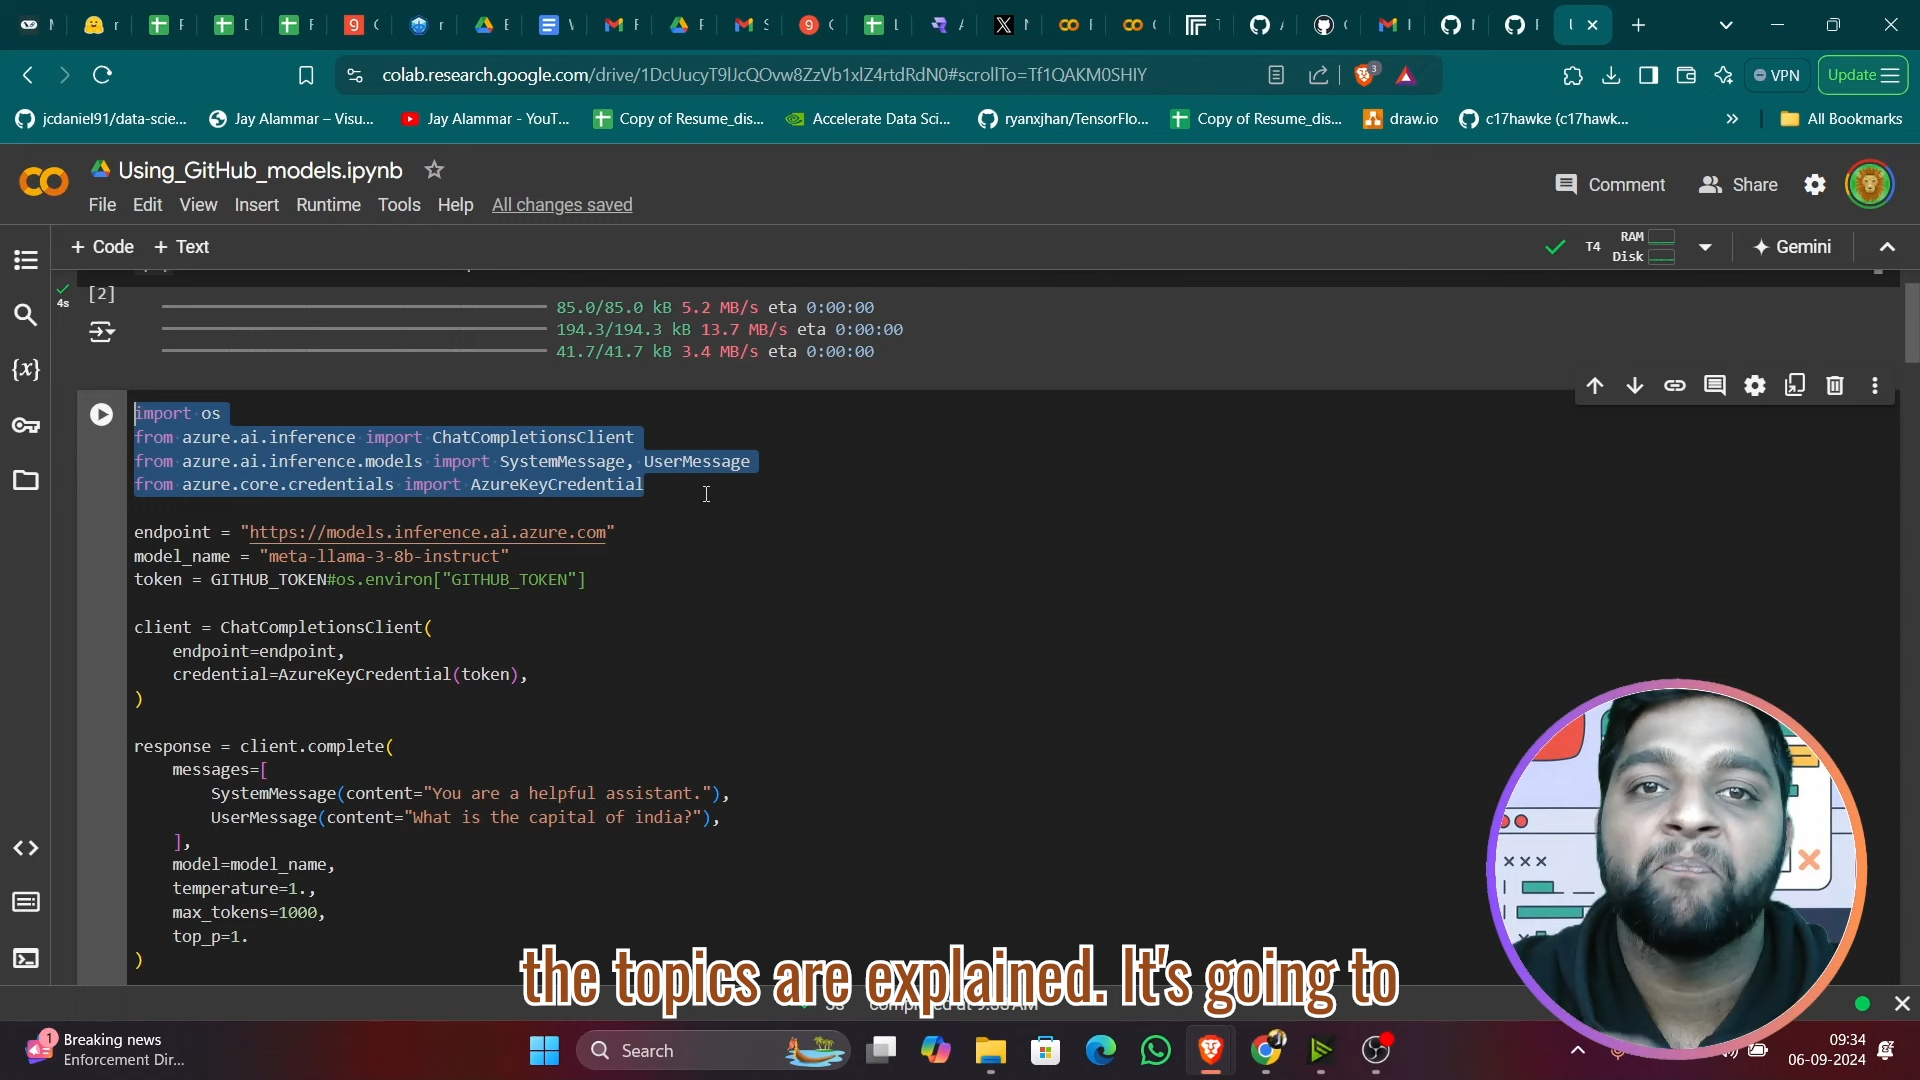 colab.research.google.com/drive/1DcUucyT9lJcQOvw8ZzVb1xlZ4rtdRdN0#scrollTo=Tf1QAKM0SHlY
3
VPN
Update
jcdaniel91/data-scie...
Jay Alammar – Visu...
Jay Alammar - YouT...
Copy of Resume_dis...
Accelerate Data Sci...
ryanxjhan/TensorFlo...
Copy of Resume_dis...
draw.io
c17hawke (c17hawk...
»
All Bookmarks
Using_GitHub_models.ipynb
Comment
Share
File Edit View Insert Runtime Tools Help All changes saved
+ Code + Text
T4
RAM
Disk
Gemini
[2]
4s
85.0/85.0 kB 5.2 MB/s eta 0:00:00
194.3/194.3 kB 13.7 MB/s eta 0:00:00
41.7/41.7 kB 3.4 MB/s eta 0:00:00
import os
from azure.ai.inference import ChatCompletionsClient
from azure.ai.inference.models import SystemMessage, UserMessage
from azure.core.credentials import AzureKeyCredential
endpoint = "https://models.inference.ai.azure.com"
model_name = "meta-llama-3-8b-instruct"
token = GITHUB_TOKEN#os.environ["GITHUB_TOKEN"]
client = ChatCompletionsClient(
endpoint=endpoint,
credential=AzureKeyCredential(token),
)
response = client.complete(
messages=[
SystemMessage(content="You are a helpful assistant."),
UserMessage(content="What is the capital of india?"),
],
model=model_name,
temperature=1.,
max_tokens=1000,
top_p=1.
)
the topics are explained. It's going to
1
Breaking news
Enforcement Dir...
Search
09:34
06-09-2024